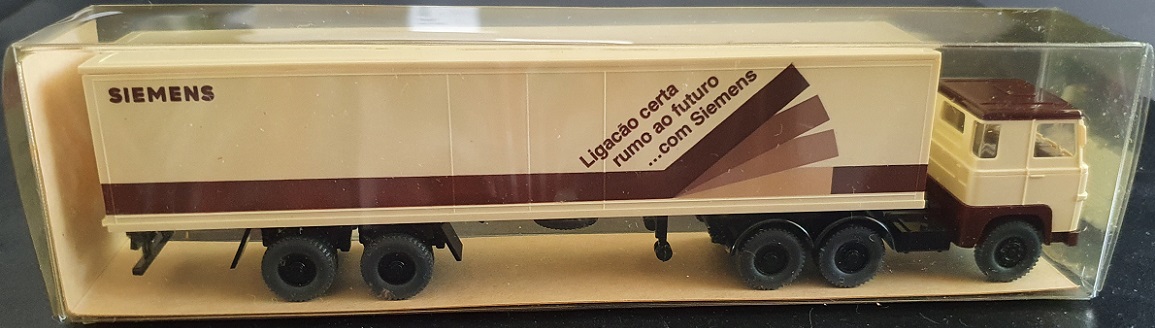 SIEMENS
Ligacão certa
rumo ao futuro
...com Siemens